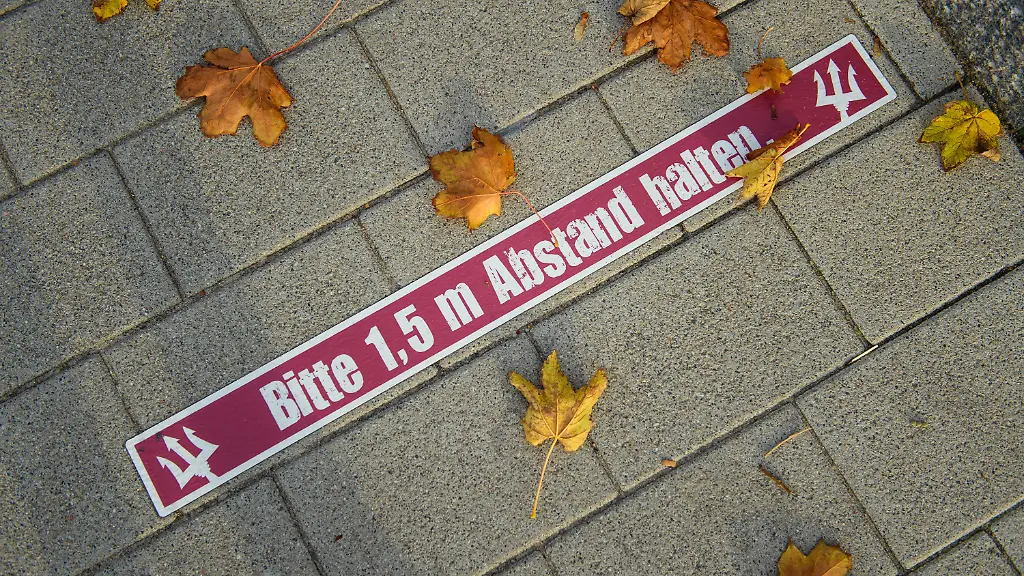 Bitte 1,5 m Abstand halten.